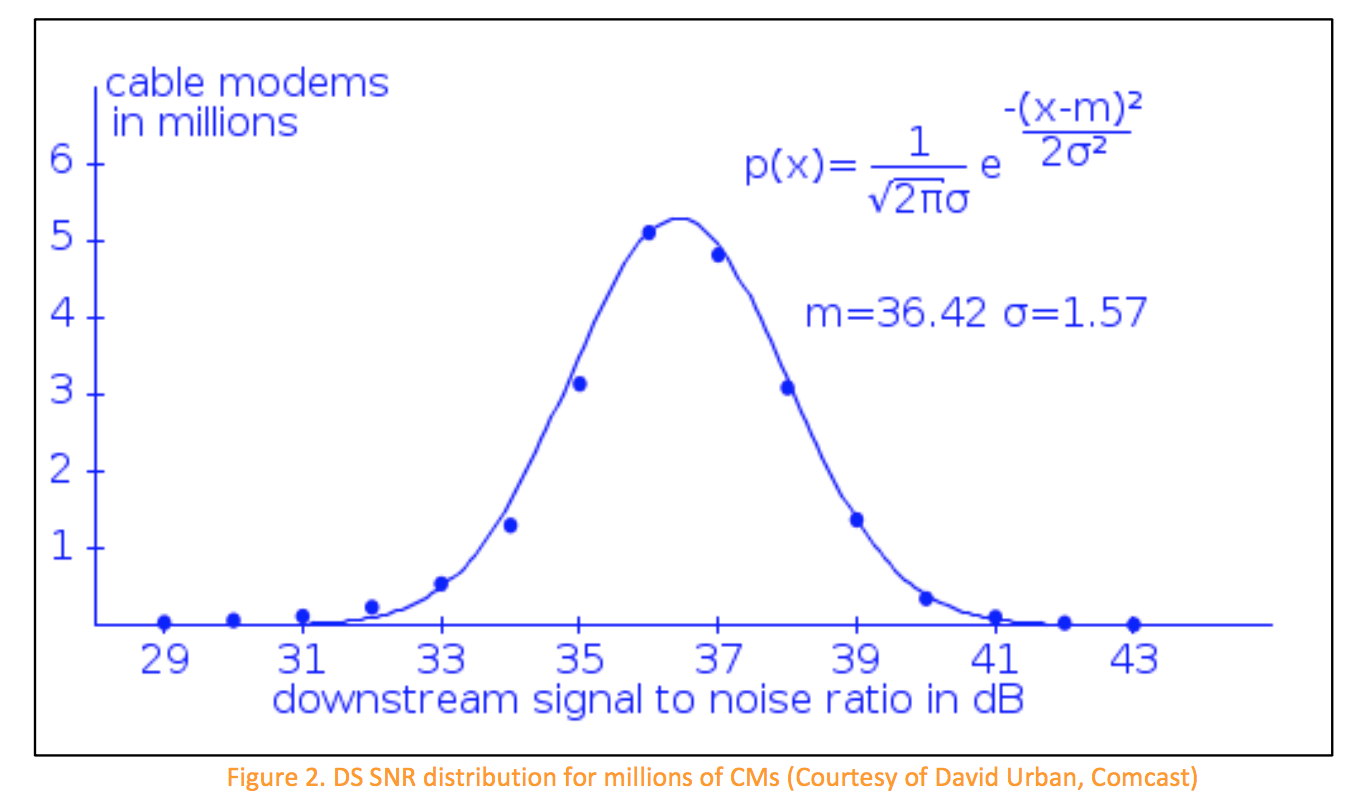 cable modems
in millions
6
5
4
3
2
1
p(x)= 1/√2πσ e -(x-m)²/2σ²
m=36.42 σ=1.57
29 31 33 35 37 39 41 43
downstream signal to noise ratio in dB
Figure 2. DS SNR distribution for millions of CMs (Courtesy of David Urban, Comcast)